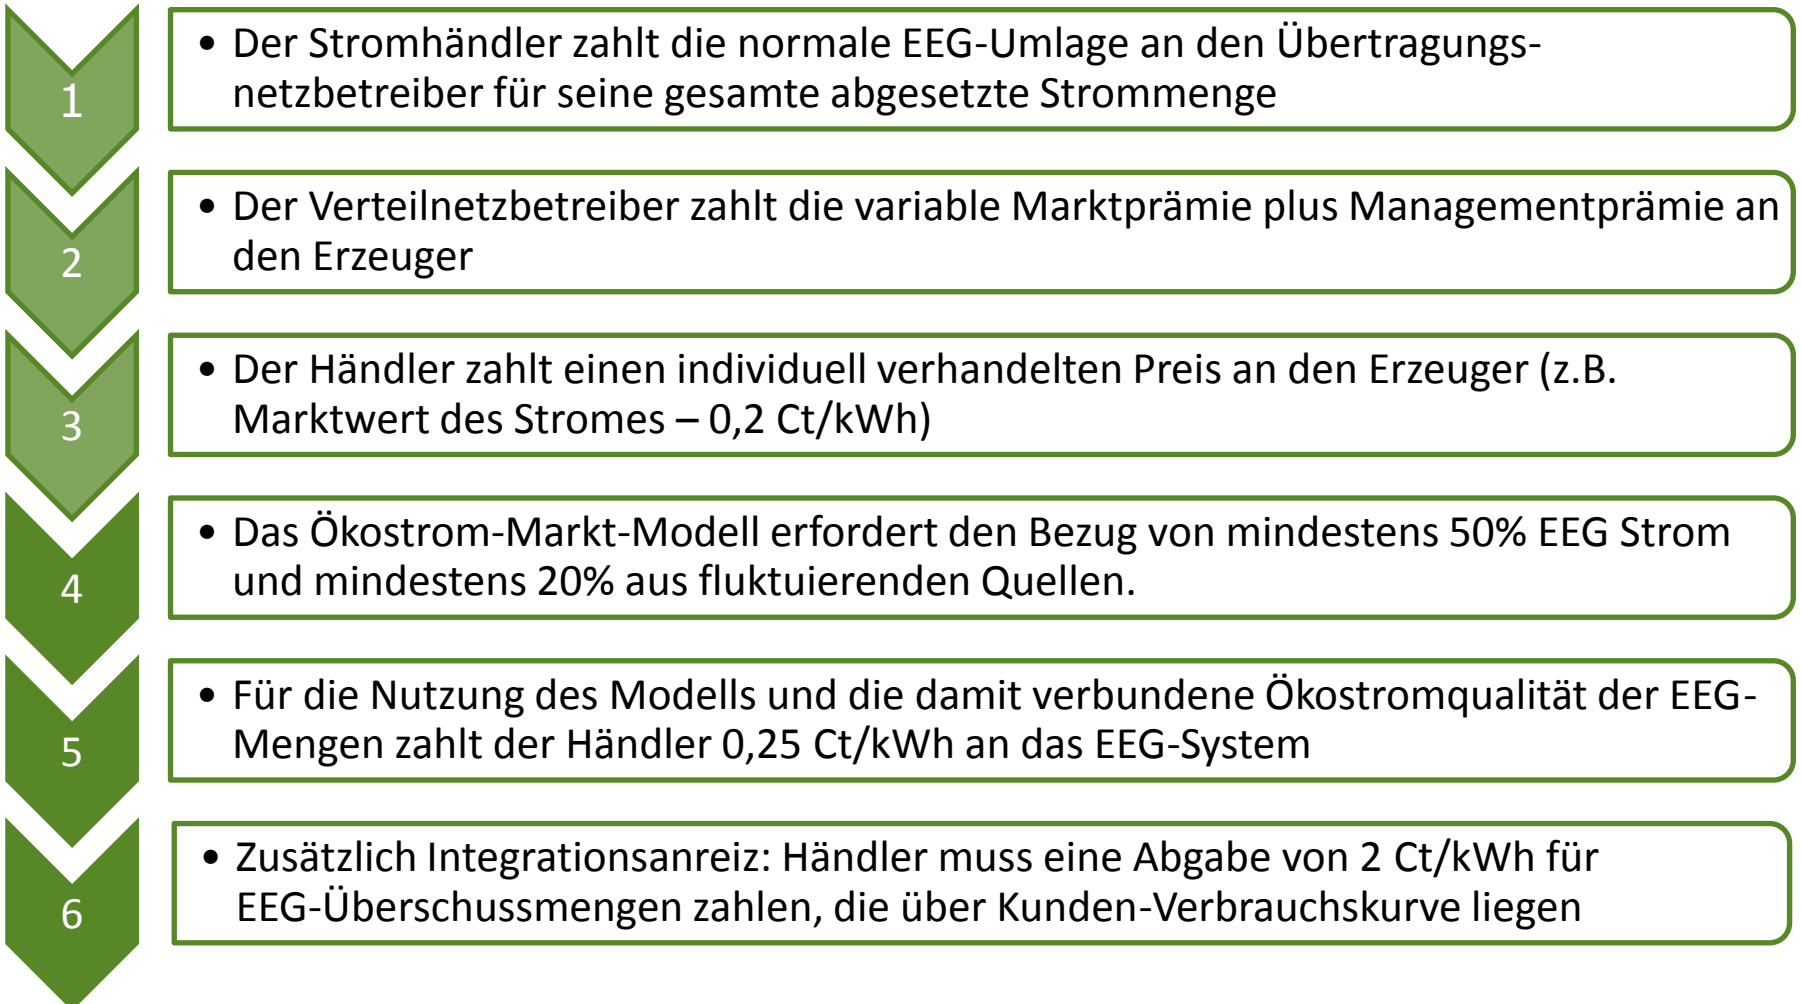 1
• Der Stromhändler zahlt die normale EEG-Umlage an den Übertragungs-
netzbetreiber für seine gesamte abgesetzte Strommenge
2
• Der Verteilnetzbetreiber zahlt die variable Marktprämie plus Managementprämie an
den Erzeuger
3
• Der Händler zahlt einen individuell verhandelten Preis an den Erzeuger (z.B.
Marktwert des Stromes – 0,2 Ct/kWh)
4
• Das Ökostrom-Markt-Modell erfordert den Bezug von mindestens 50% EEG Strom
und mindestens 20% aus fluktuierenden Quellen.
5
• Für die Nutzung des Modells und die damit verbundene Ökostromqualität der EEG-
Mengen zahlt der Händler 0,25 Ct/kWh an das EEG-System
6
• Zusätzlich Integrationsanreiz: Händler muss eine Abgabe von 2 Ct/kWh für
EEG-Überschussmengen zahlen, die über Kunden-Verbrauchskurve liegen